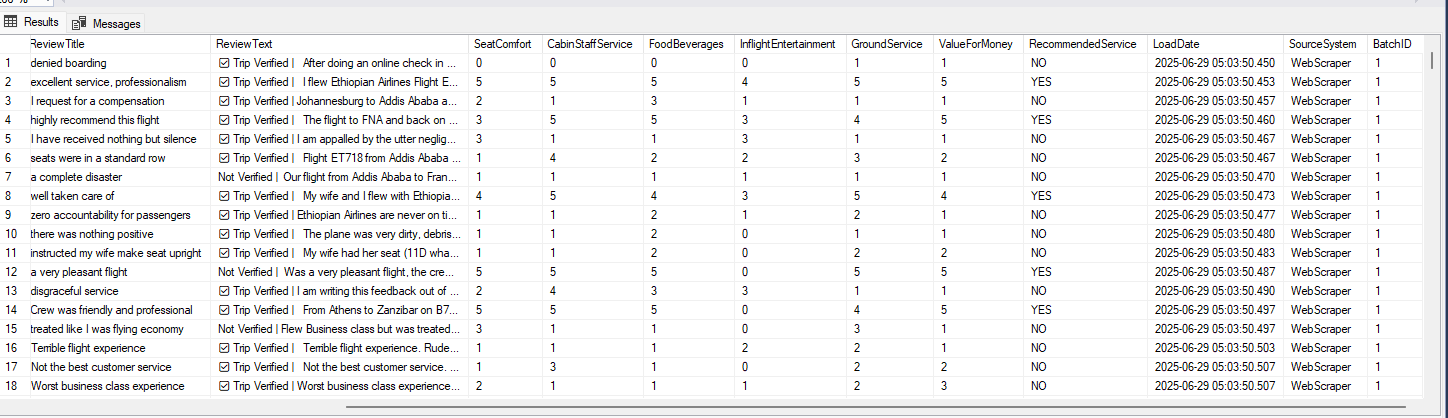 Results Messages
ReviewTitle ReviewText SeatComfort CabinStaffService FoodBeverages InflightEntertainment GroundService ValueForMoney RecommendedService LoadDate SourceSystem BatchID
1 denied boarding ☑ Trip Verified | After doing an online check in ... 0 0 0 0 1 1 NO 2025-06-29 05:03:50.450 WebScraper 1
2 excellent service, professionalism ☑ Trip Verified | I flew Ethiopian Airlines Flight E... 5 5 5 4 5 5 YES 2025-06-29 05:03:50.453 WebScraper 1
3 I request for a compensation ☑ Trip Verified | Johannesburg to Addis Ababa a... 2 1 3 1 1 1 NO 2025-06-29 05:03:50.457 WebScraper 1
4 highly recommend this flight ☑ Trip Verified | The flight to FNA and back on ... 3 5 5 3 4 5 YES 2025-06-29 05:03:50.460 WebScraper 1
5 I have received nothing but silence ☑ Trip Verified | I am appalled by the utter neglig... 3 1 1 3 1 1 NO 2025-06-29 05:03:50.467 WebScraper 1
6 seats were in a standard row ☑ Trip Verified | Flight ET718 from Addis Ababa ... 1 4 2 2 3 2 NO 2025-06-29 05:03:50.467 WebScraper 1
7 a complete disaster Not Verified | Our flight from Addis Ababa to Fran... 1 1 1 1 1 1 NO 2025-06-29 05:03:50.470 WebScraper 1
8 well taken care of ☑ Trip Verified | My wife and I flew with Ethiopia... 4 5 4 3 5 4 YES 2025-06-29 05:03:50.473 WebScraper 1
9 zero accountability for passengers ☑ Trip Verified | Ethiopian Airlines are never on ti... 1 1 2 1 2 1 NO 2025-06-29 05:03:50.477 WebScraper 1
10 there was nothing positive ☑ Trip Verified | The plane was very dirty, debris... 1 1 2 0 1 1 NO 2025-06-29 05:03:50.480 WebScraper 1
11 instructed my wife make seat upright ☑ Trip Verified | My wife had her seat (11D wha... 1 1 2 0 2 2 NO 2025-06-29 05:03:50.483 WebScraper 1
12 a very pleasant flight Not Verified | Was a very pleasant flight, the cre... 5 5 5 0 5 5 YES 2025-06-29 05:03:50.487 WebScraper 1
13 disgraceful service ☑ Trip Verified | I am writing this feedback out of ... 2 4 3 3 1 1 NO 2025-06-29 05:03:50.490 WebScraper 1
14 Crew was friendly and professional ☑ Trip Verified | From Athens to Zanzibar on B7... 5 5 5 0 4 5 YES 2025-06-29 05:03:50.497 WebScraper 1
15 treated like I was flying economy Not Verified | Flew Business class but was treated... 3 1 1 0 3 1 NO 2025-06-29 05:03:50.497 WebScraper 1
16 Terrible flight experience ☑ Trip Verified | Terrible flight experience. Rude... 1 1 1 2 2 1 NO 2025-06-29 05:03:50.503 WebScraper 1
17 Not the best customer service ☑ Trip Verified | Not the best customer service. ... 1 3 1 0 2 2 NO 2025-06-29 05:03:50.507 WebScraper 1
18 Worst business class experience ☑ Trip Verified | Worst business class experience... 2 1 1 1 2 3 NO 2025-06-29 05:03:50.507 WebScraper 1